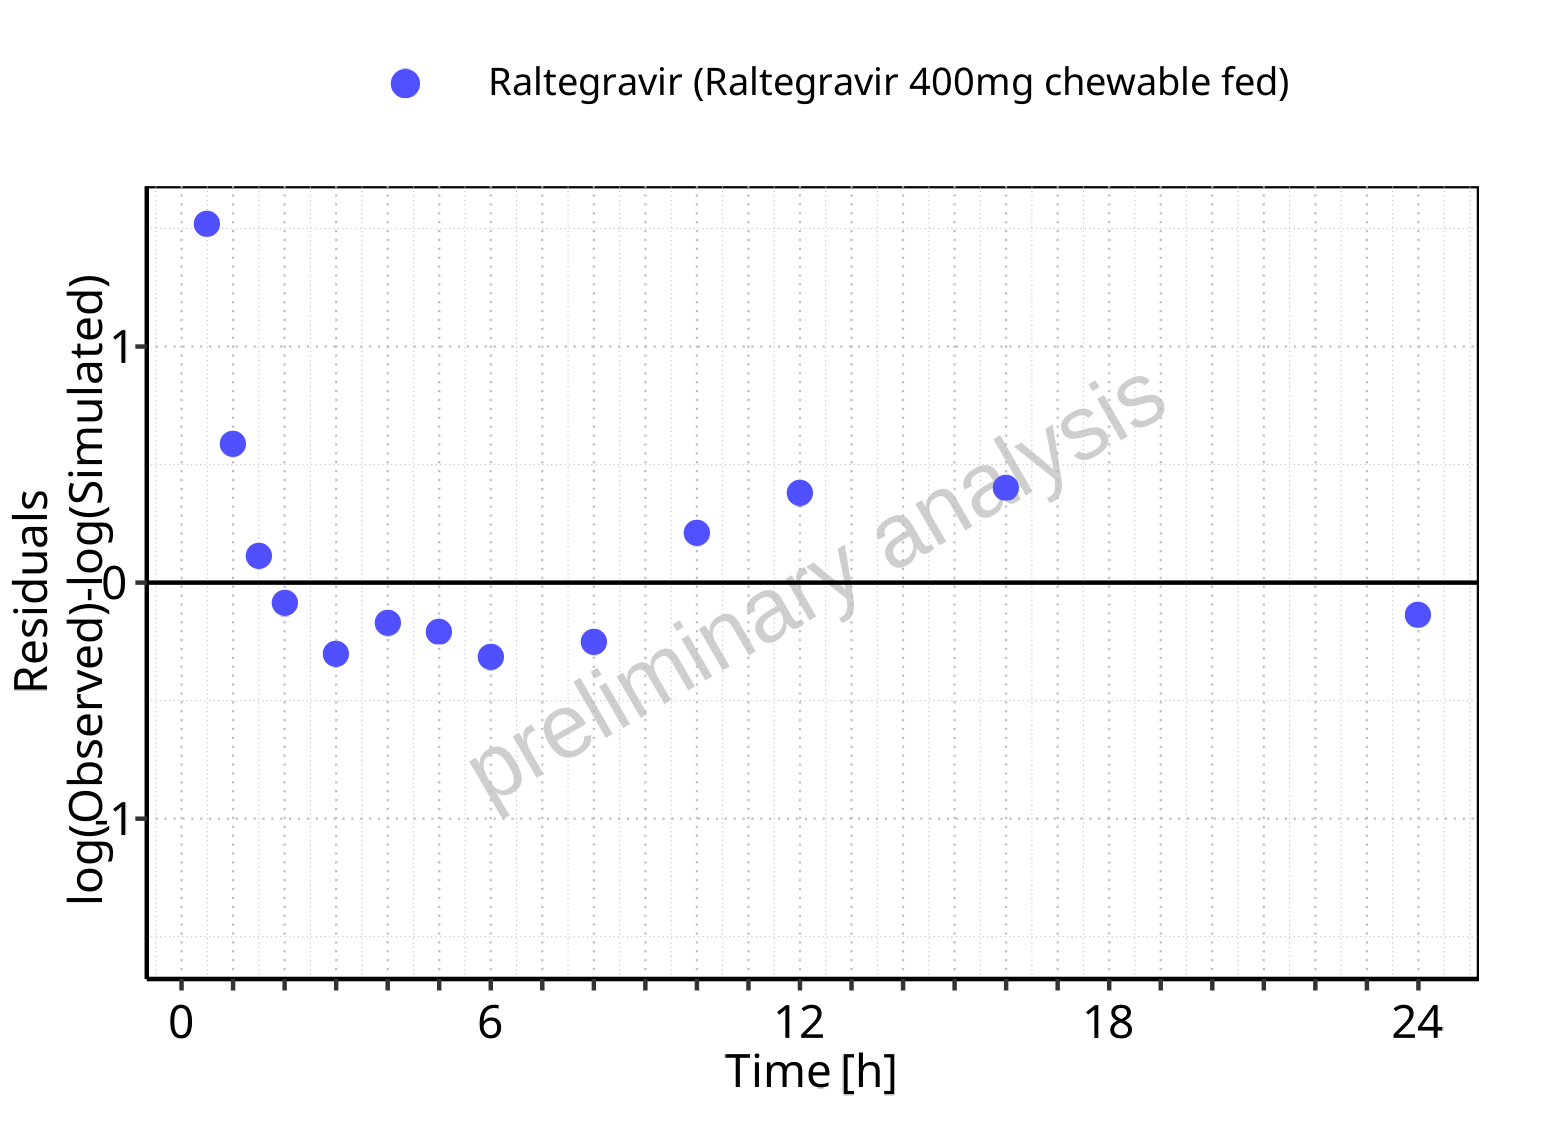 Raltegravir (Raltegravir 400mg chewable fed)
Residuals
log(Observed)-log(Simulated)
1
0
-1
preliminary analysis
0 6 12 18 24
Time [h]